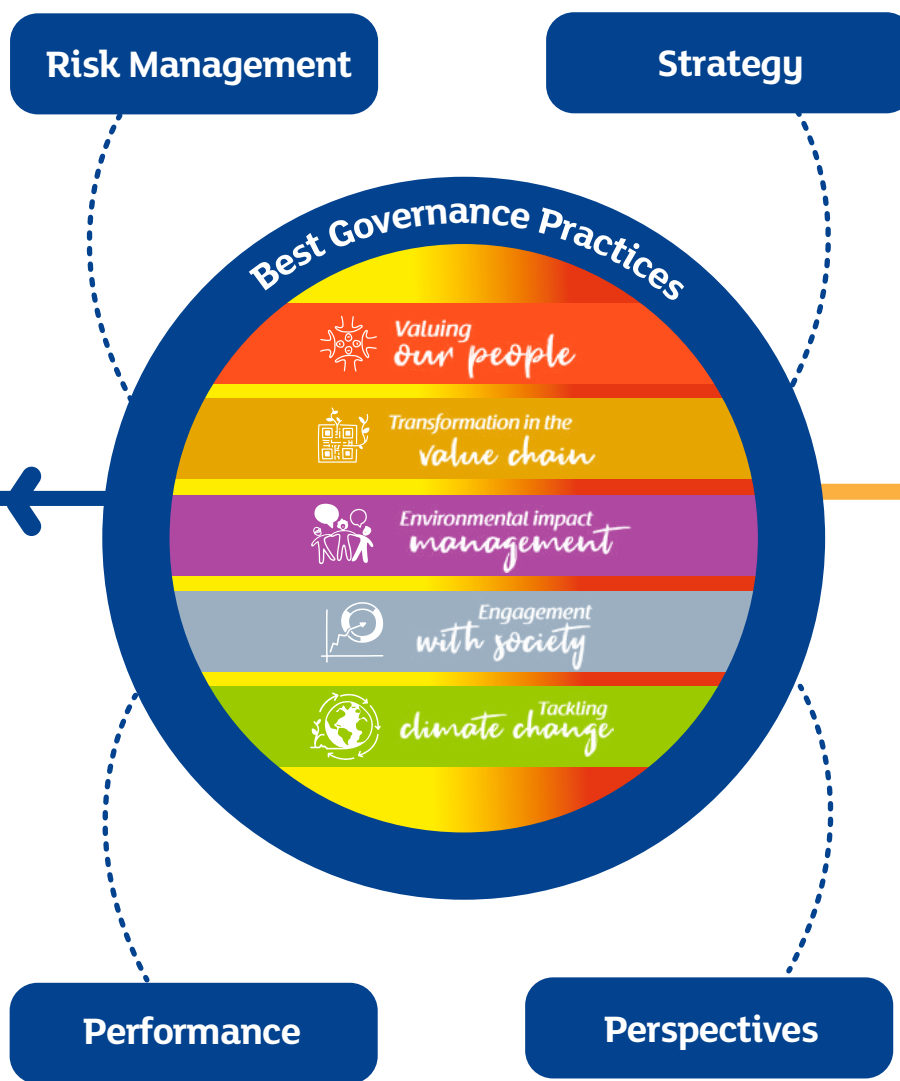 Risk Management
Strategy
Best Governance Practices
Valuing
our people
Transformation in the
value chain
Environmental impact
management
Engagement
with society
Tackling
climate change
Performance
Perspectives